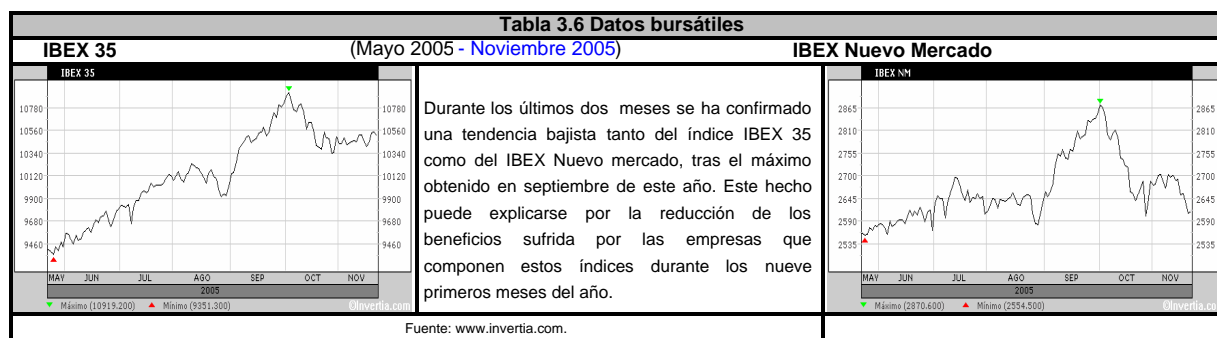 Tabla 3.6 Datos bursátiles
IBEX 35
(Mayo 2005 - Noviembre 2005)
IBEX Nuevo Mercado
IBEX 35
10780
10560
10340
10120
9900
9680
9460
10780
10560
10340
10120
9900
9680
9460
MAY JUN JUL AGO SEP OCT NOV
2005
Máximo (10919.200) Mínimo (9351.300)
©Invertia.com
Durante los últimos dos meses se ha confirmado
una tendencia bajista tanto del índice IBEX 35
como del IBEX Nuevo mercado, tras el máximo
obtenido en septiembre de este año. Este hecho
puede explicarse por la reducción de los
beneficios sufrida por las empresas que
componen estos índices durante los nueve
primeros meses del año.
IBEX NM
2865
2810
2755
2700
2645
2590
2535
2865
2810
2755
2700
2645
2590
2535
MAY JUN JUL AGO SEP OCT NOV
2005
Máximo (2870.600) Mínimo (2554.500)
©Invertia.co
Fuente: www.invertia.com.